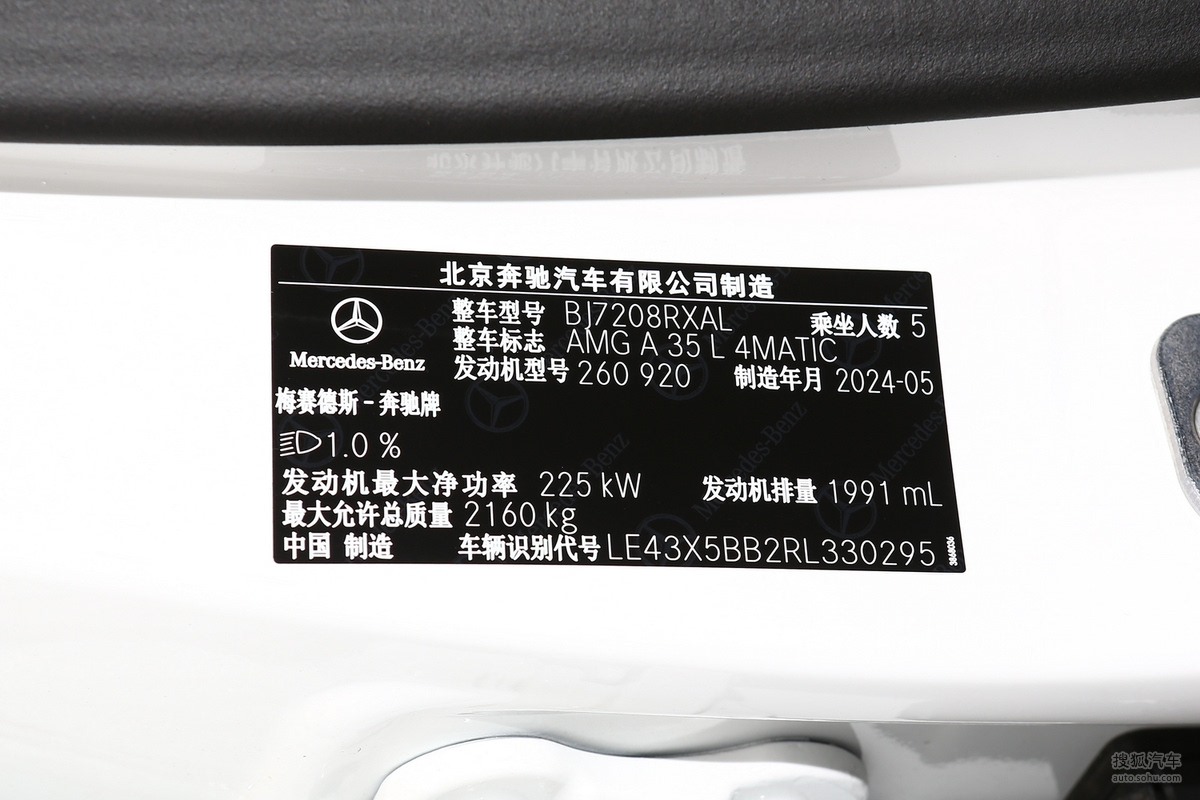 北京奔驰汽车有限公司制造
整车型号 BJ7208RXAL 乘坐人数 5
整车标志 AMG A 35 L 4MATIC
Mercedes-Benz
发动机型号 260 920 制造年月 2024-05
梅赛德斯-奔驰牌
1.0 %
发动机最大净功率 225 kW 发动机排量 1991 mL
最大允许总质量 2160 kg
中国 制造 车辆识别代号 LE43X5BB2RL330295
搜狐汽车
auto.sohu.com